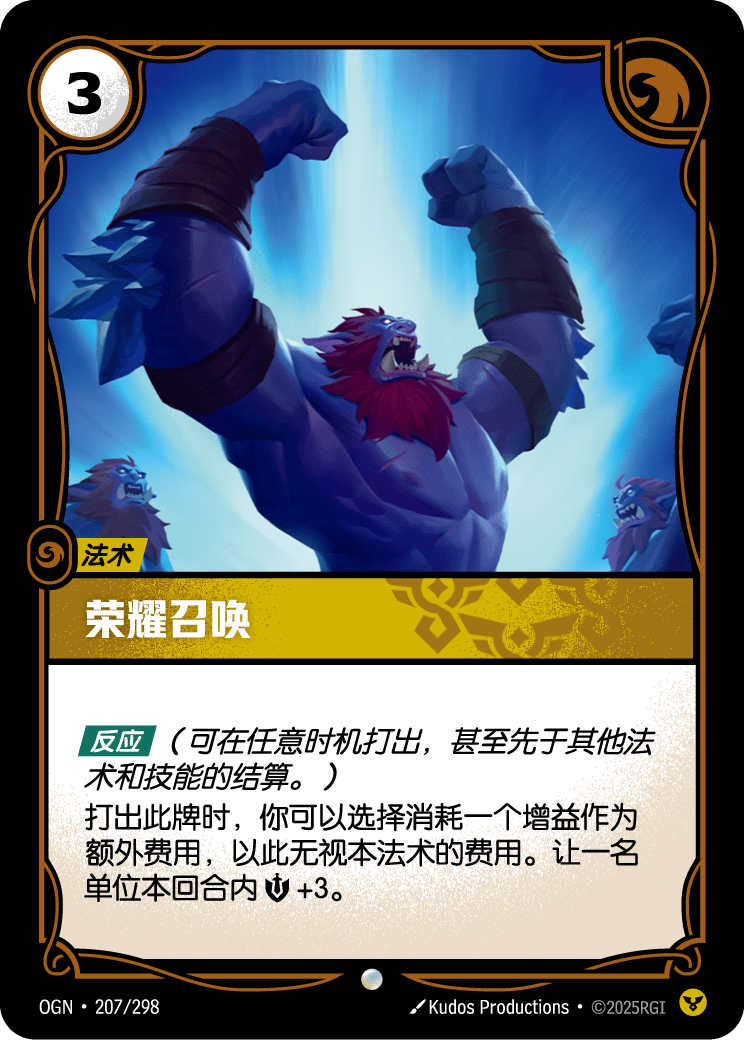 3
法术
荣耀召唤
反应（可在任意时机打出，甚至先于其他法
术和技能的结算。）
打出此牌时，你可以选择消耗一个增益作为
额外费用，以此无视本法术的费用。让一名
单位本回合内 +3。
OGN • 207/298
Kudos Productions • ©2025RGI